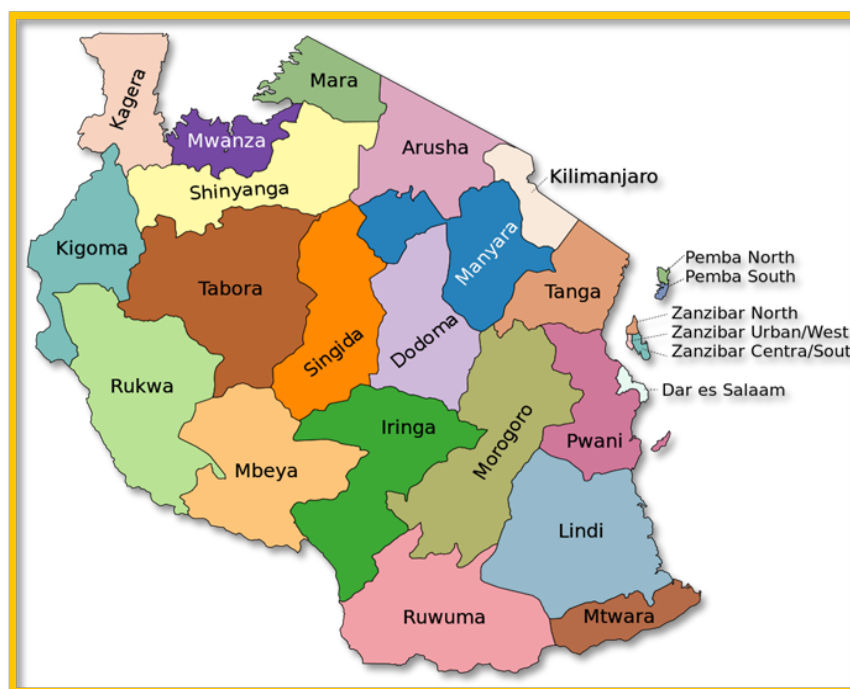 Kagera
Mara
Mwanza
Arusha
Shinyanga
Kilimanjaro
Kigoma
Manyara
Pemba North
Pemba South
Tabora
Tanga
Zanzibar North
Zanzibar Urban/West
Zanzibar Centra/Sout
Singida
Dodoma
Rukwa
Dar es Salaam
Iringa
Morogoro
Pwani
Mbeya
Lindi
Ruwuma
Mtwara